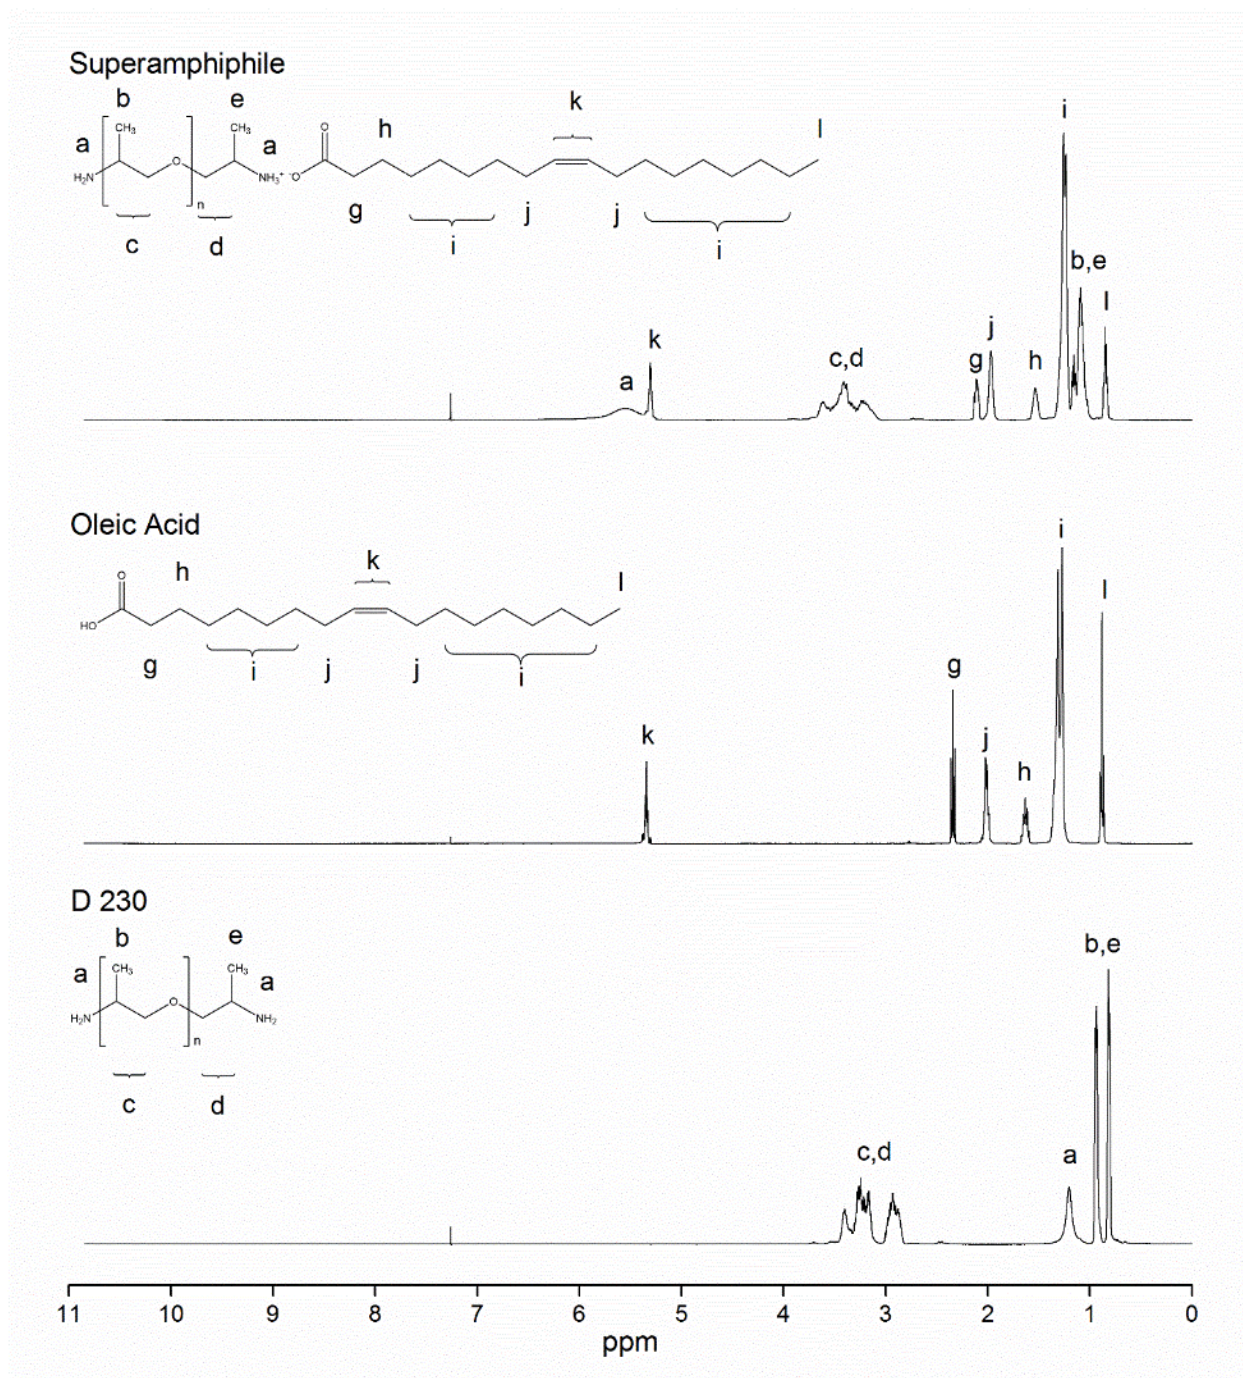 Superamphiphile
b e k
a CH₃ CH₃ a O h l
H₂N O n NH₃⁺ ⁻O
g j j
c d i i
i
b,e
l
k j
a c,d g h
Oleic Acid
i
O h k l
HO
g i j j i
l
g
k j
h
D 230
b e
a CH₃ CH₃ a
H₂N O n NH₂
c d
b,e
c,d a
11 10 9 8 7 6 5 4 3 2 1 0
ppm